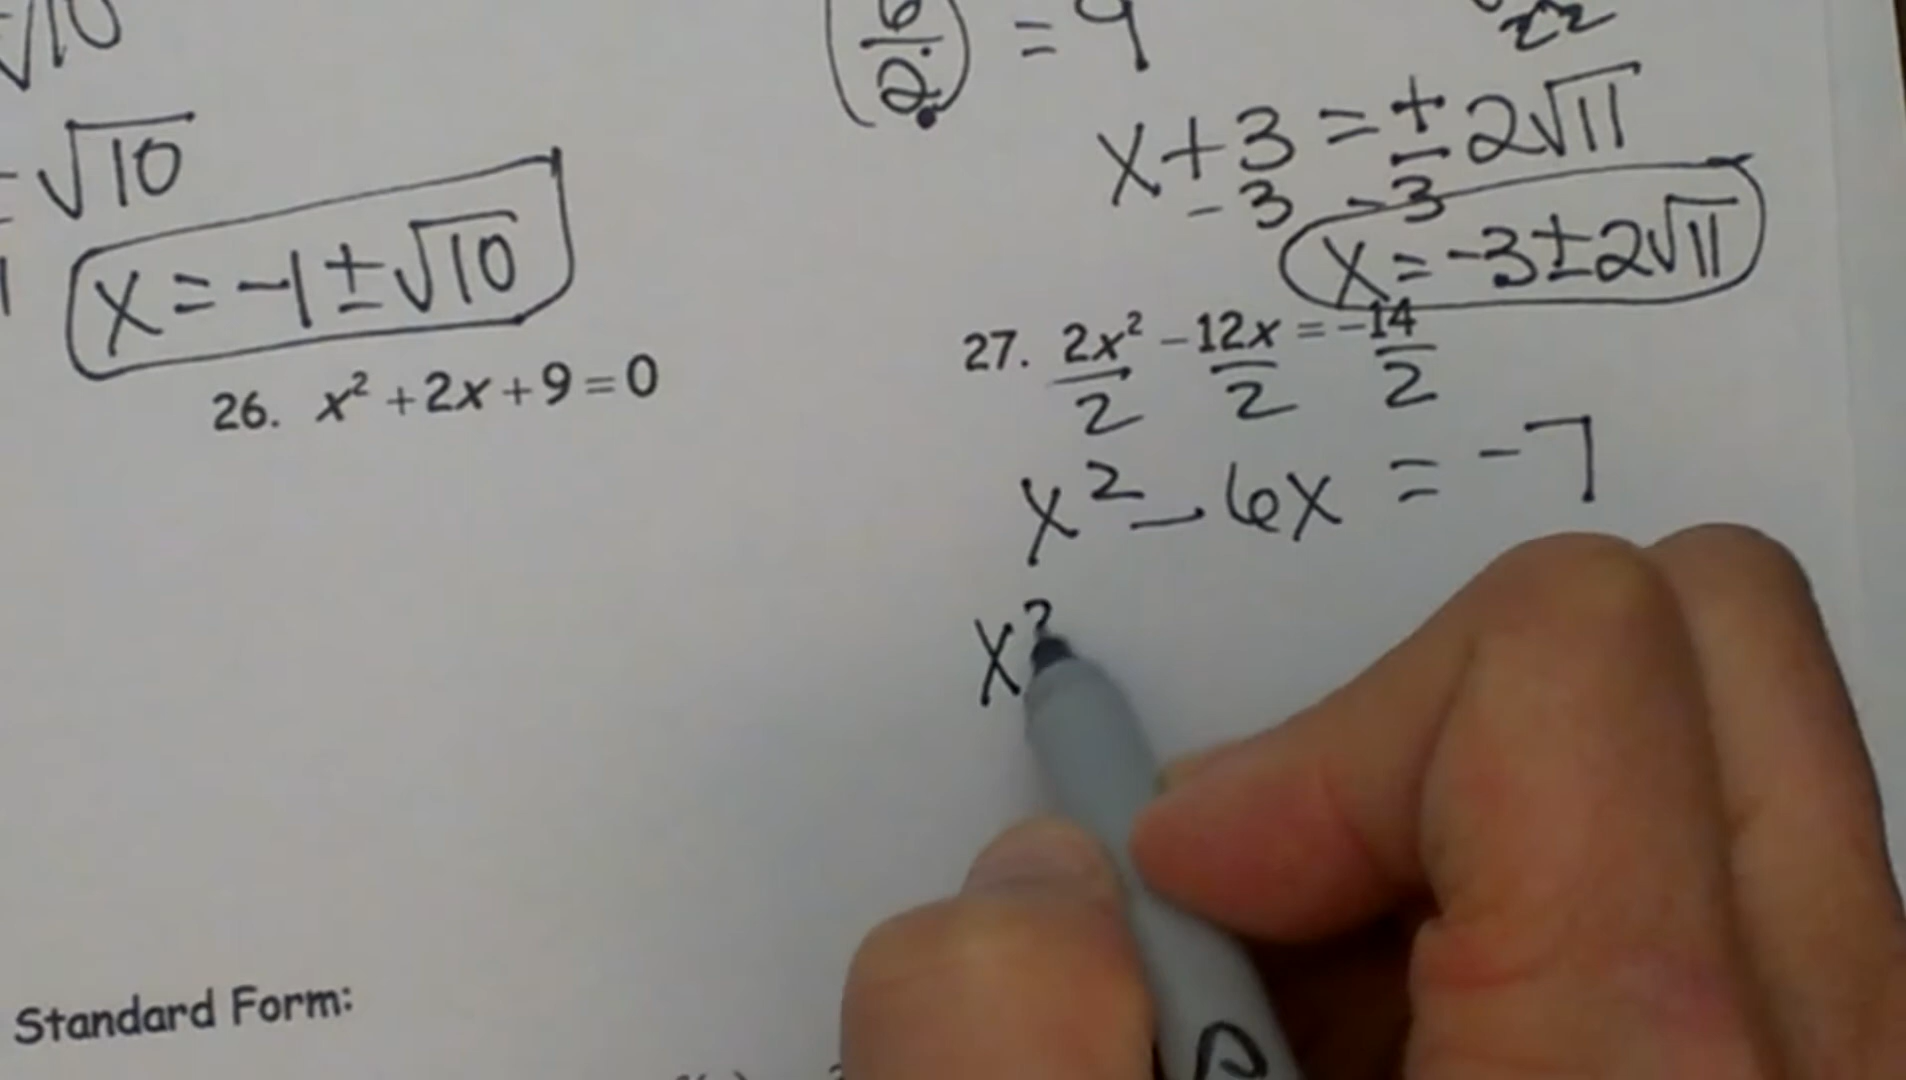 √10
(6/2) = 9
22
√10
x = -1 ± √10
x + 3 = ± 2√11
-3 -3
x = -3 ± 2√11
26. x² + 2x + 9 = 0
27. 2x² - 12x = -14
2 2 2
x² - 6x = -7
x²
Standard Form: